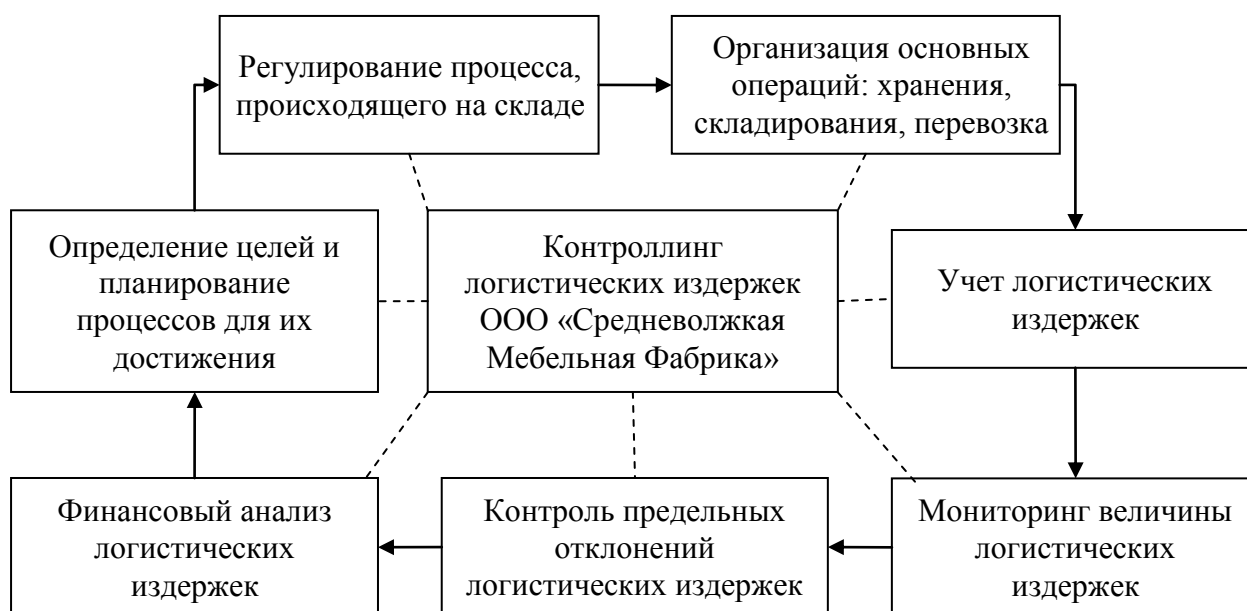 Регулирование процесса,
происходящего на складе
Организация основных
операций: хранения,
складирования, перевозка
Определение целей и
планирование
процессов для их
достижения
Контроллинг
логистических издержек
ООО «Средневолжкая
Мебельная Фабрика»
Учет логистических
издержек
Финансовый анализ
логистических
издержек
Контроль предельных
отклонений
логистических издержек
Мониторинг величины
логистических
издержек